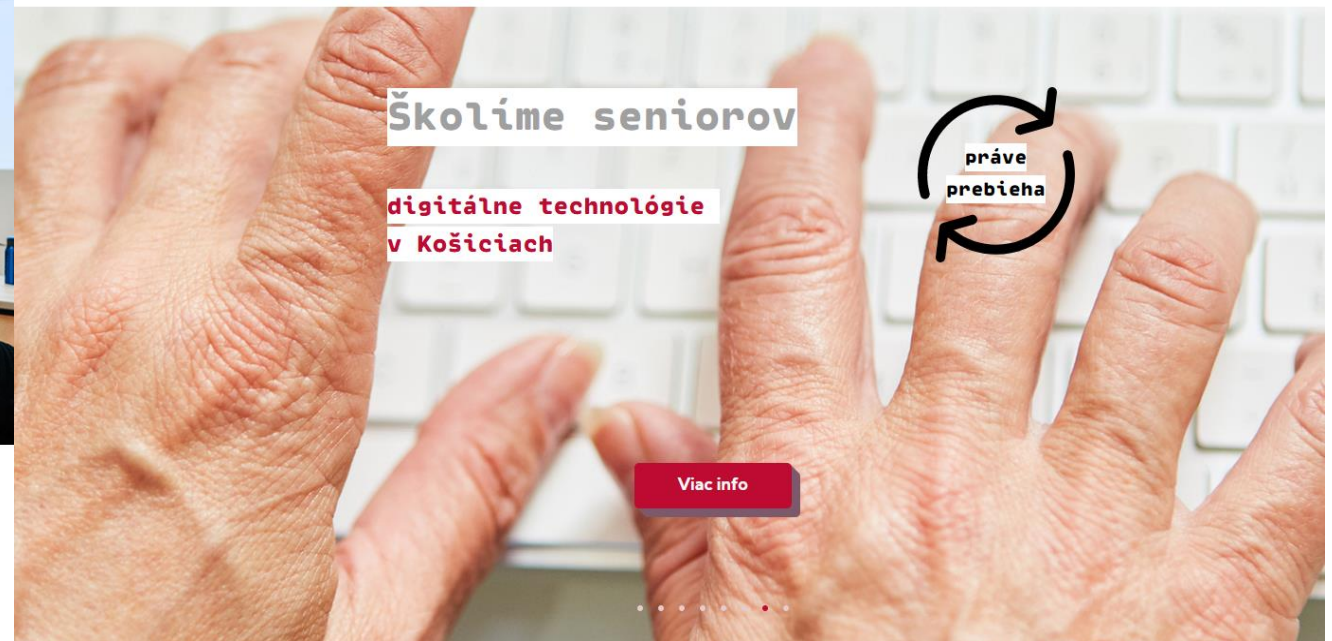 Školíme seniorov
digitálne technológie
v Košiciach
práve
prebieha
Viac info